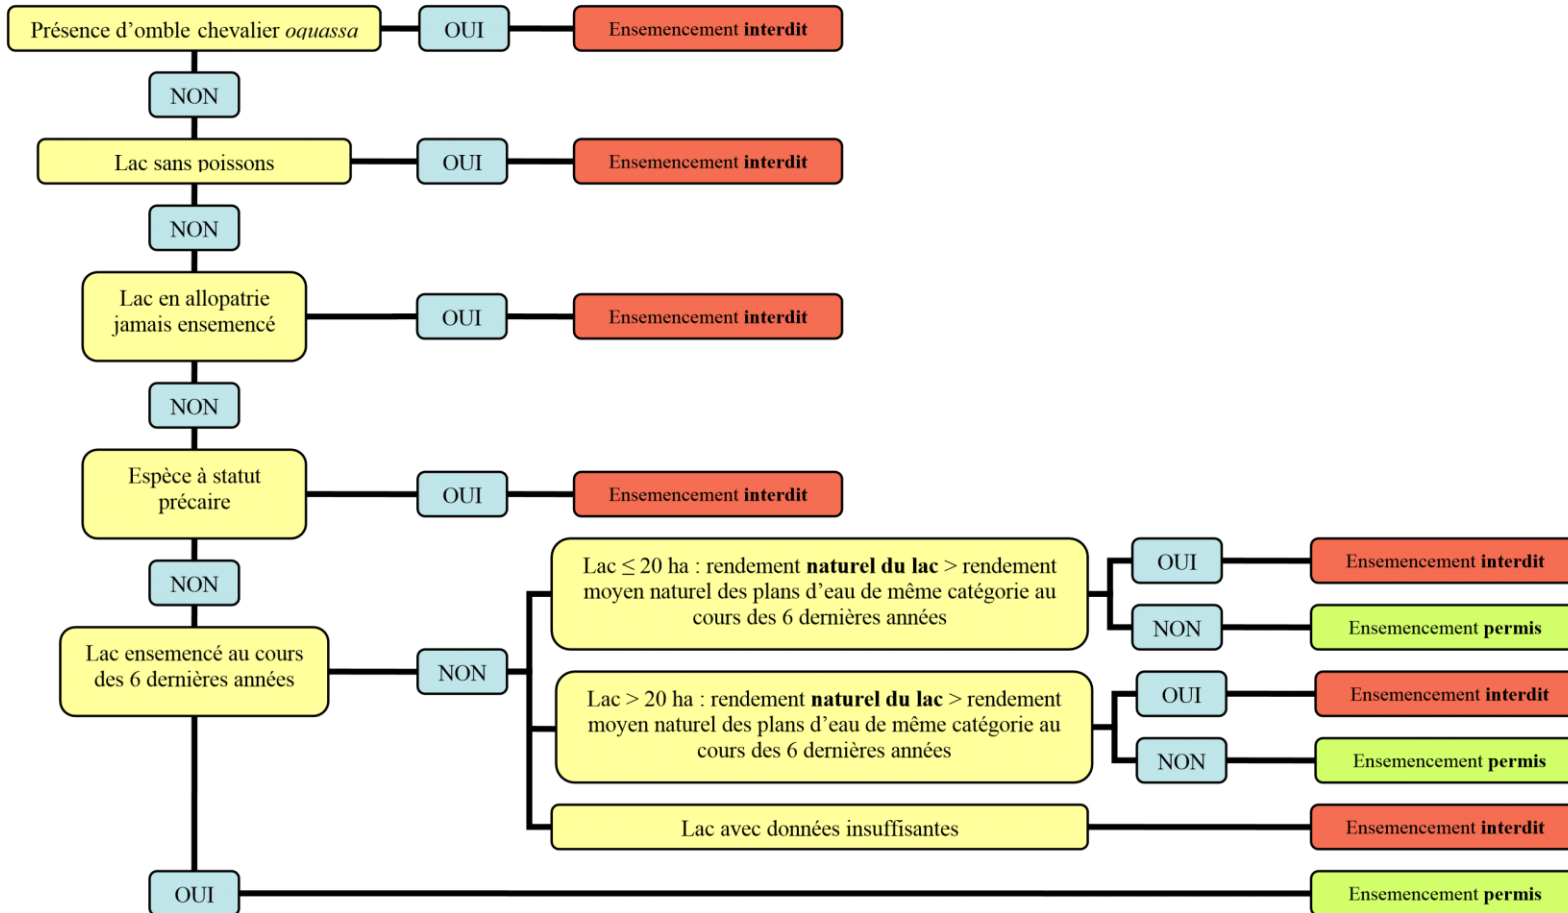 Présence d'omble chevalier oquassa
OUI
Ensemencement interdit
NON
Lac sans poissons
OUI
Ensemencement interdit
NON
Lac en allopatrie
jamais ensemencé
OUI
Ensemencement interdit
NON
Espèce à statut
précaire
OUI
Ensemencement interdit
NON
Lac ensemencé au cours
des 6 dernières années
NON
Lac ≤ 20 ha : rendement naturel du lac > rendement
moyen naturel des plans d'eau de même catégorie au
cours des 6 dernières années
OUI
Ensemencement interdit
NON
Ensemencement permis
Lac > 20 ha : rendement naturel du lac > rendement
moyen naturel des plans d'eau de même catégorie au
cours des 6 dernières années
OUI
Ensemencement interdit
NON
Ensemencement permis
Lac avec données insuffisantes
Ensemencement interdit
OUI
Ensemencement permis